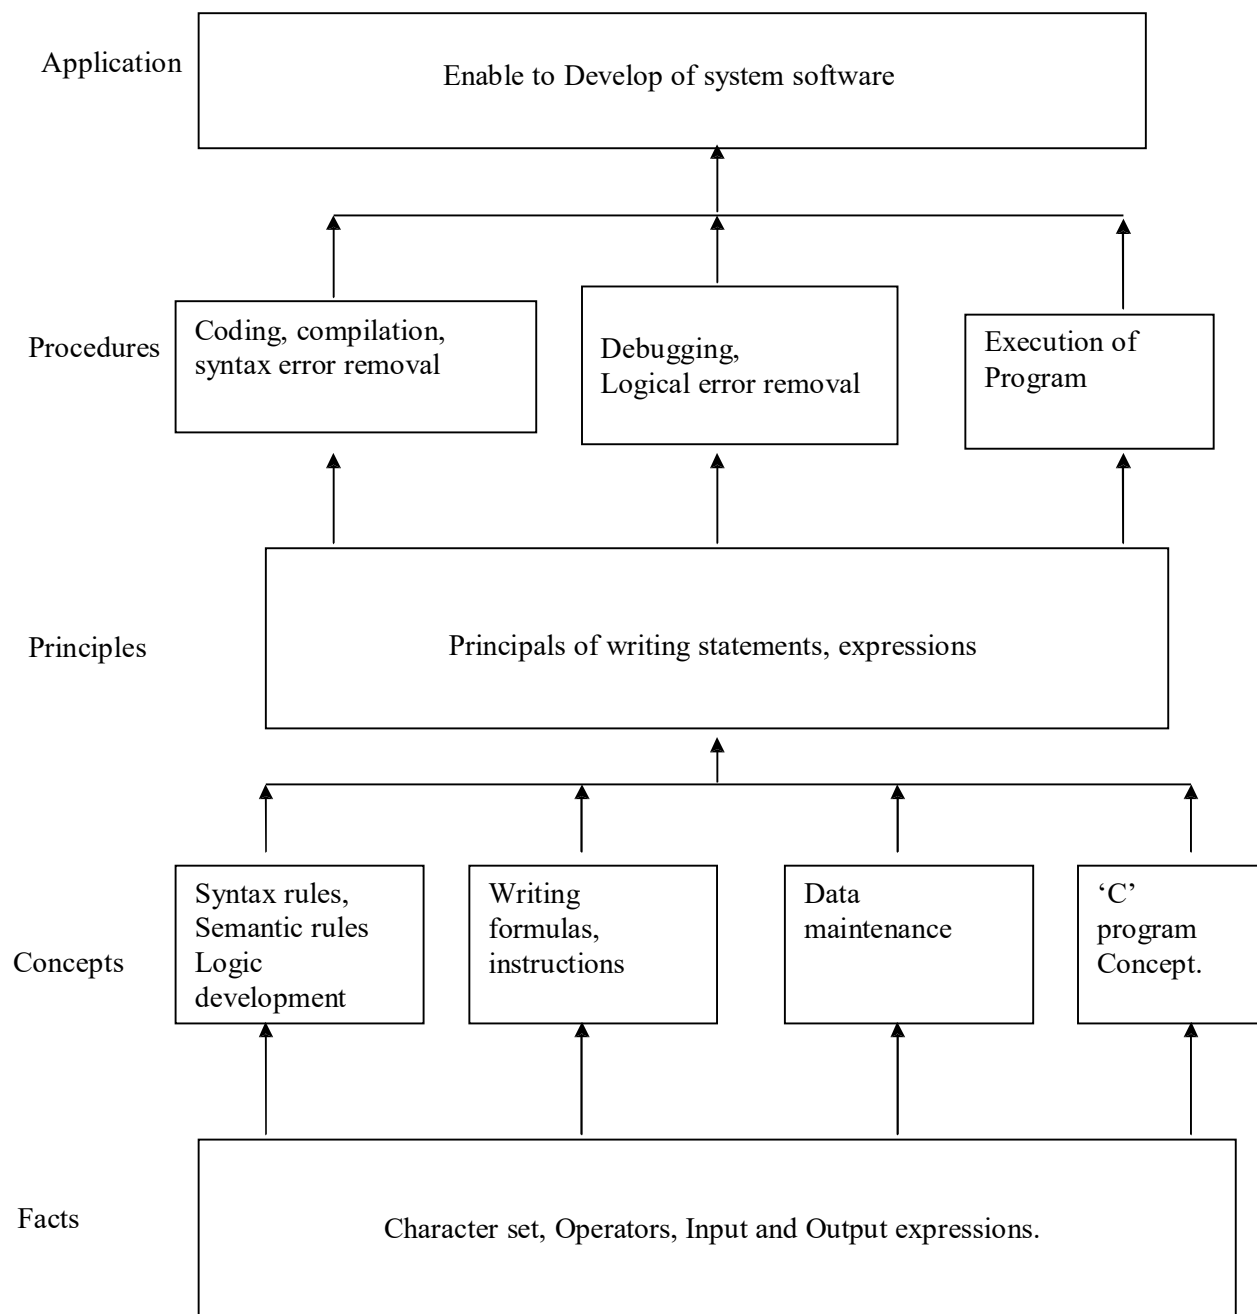 Application
Enable to Develop of system software
Procedures
Coding, compilation,
syntax error removal
Debugging,
Logical error removal
Execution of
Program
Principles
Principals of writing statements, expressions
Concepts
Syntax rules,
Semantic rules
Logic
development
Writing
formulas,
instructions
Data
maintenance
‘C’
program
Concept.
Facts
Character set, Operators, Input and Output expressions.